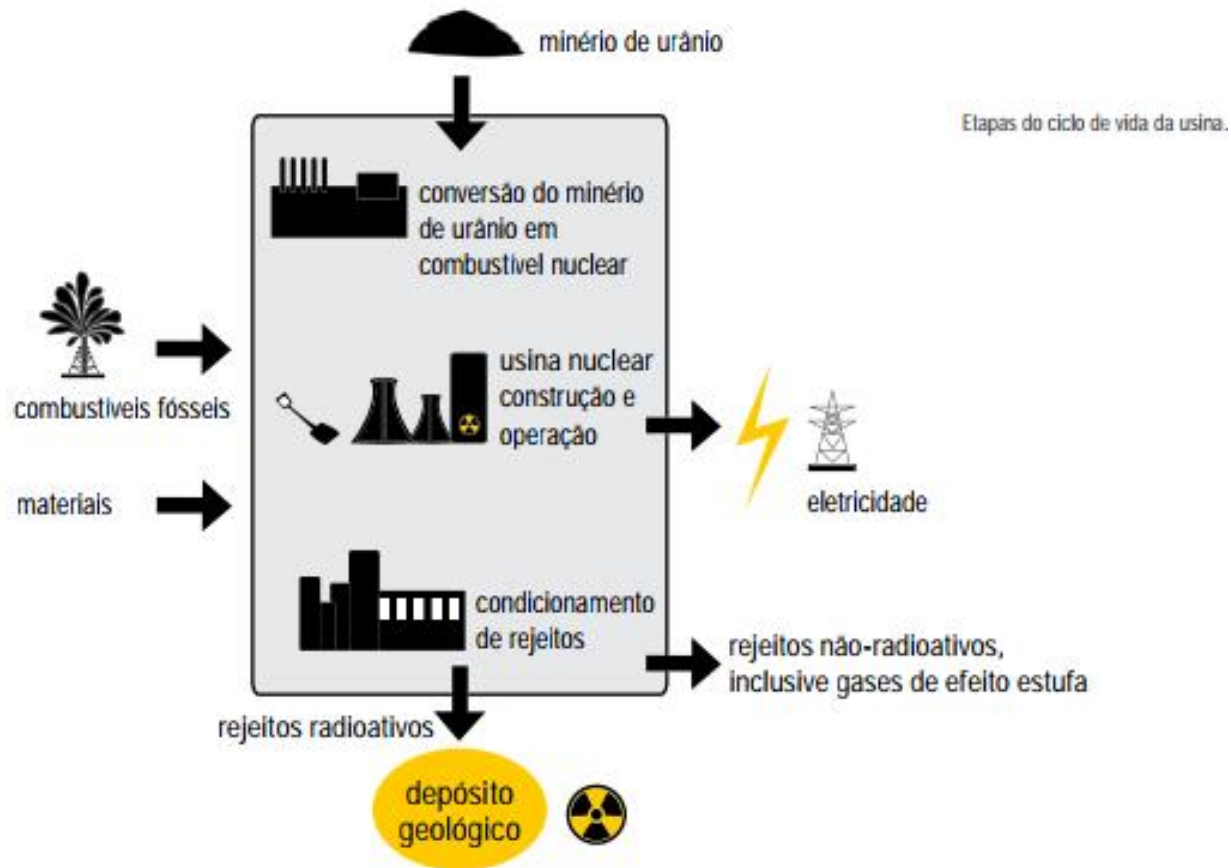 minério de urânio
Etapas do ciclo de vida da usina.
conversão do minério
de urânio em
combustível nuclear
combustíveis fósseis
usina nuclear
construção e
operação
materiais
eletricidade
condicionamento
de rejeitos
rejeitos não-radioativos,
inclusive gases de efeito estufa
rejeitos radioativos
depósito
geológico